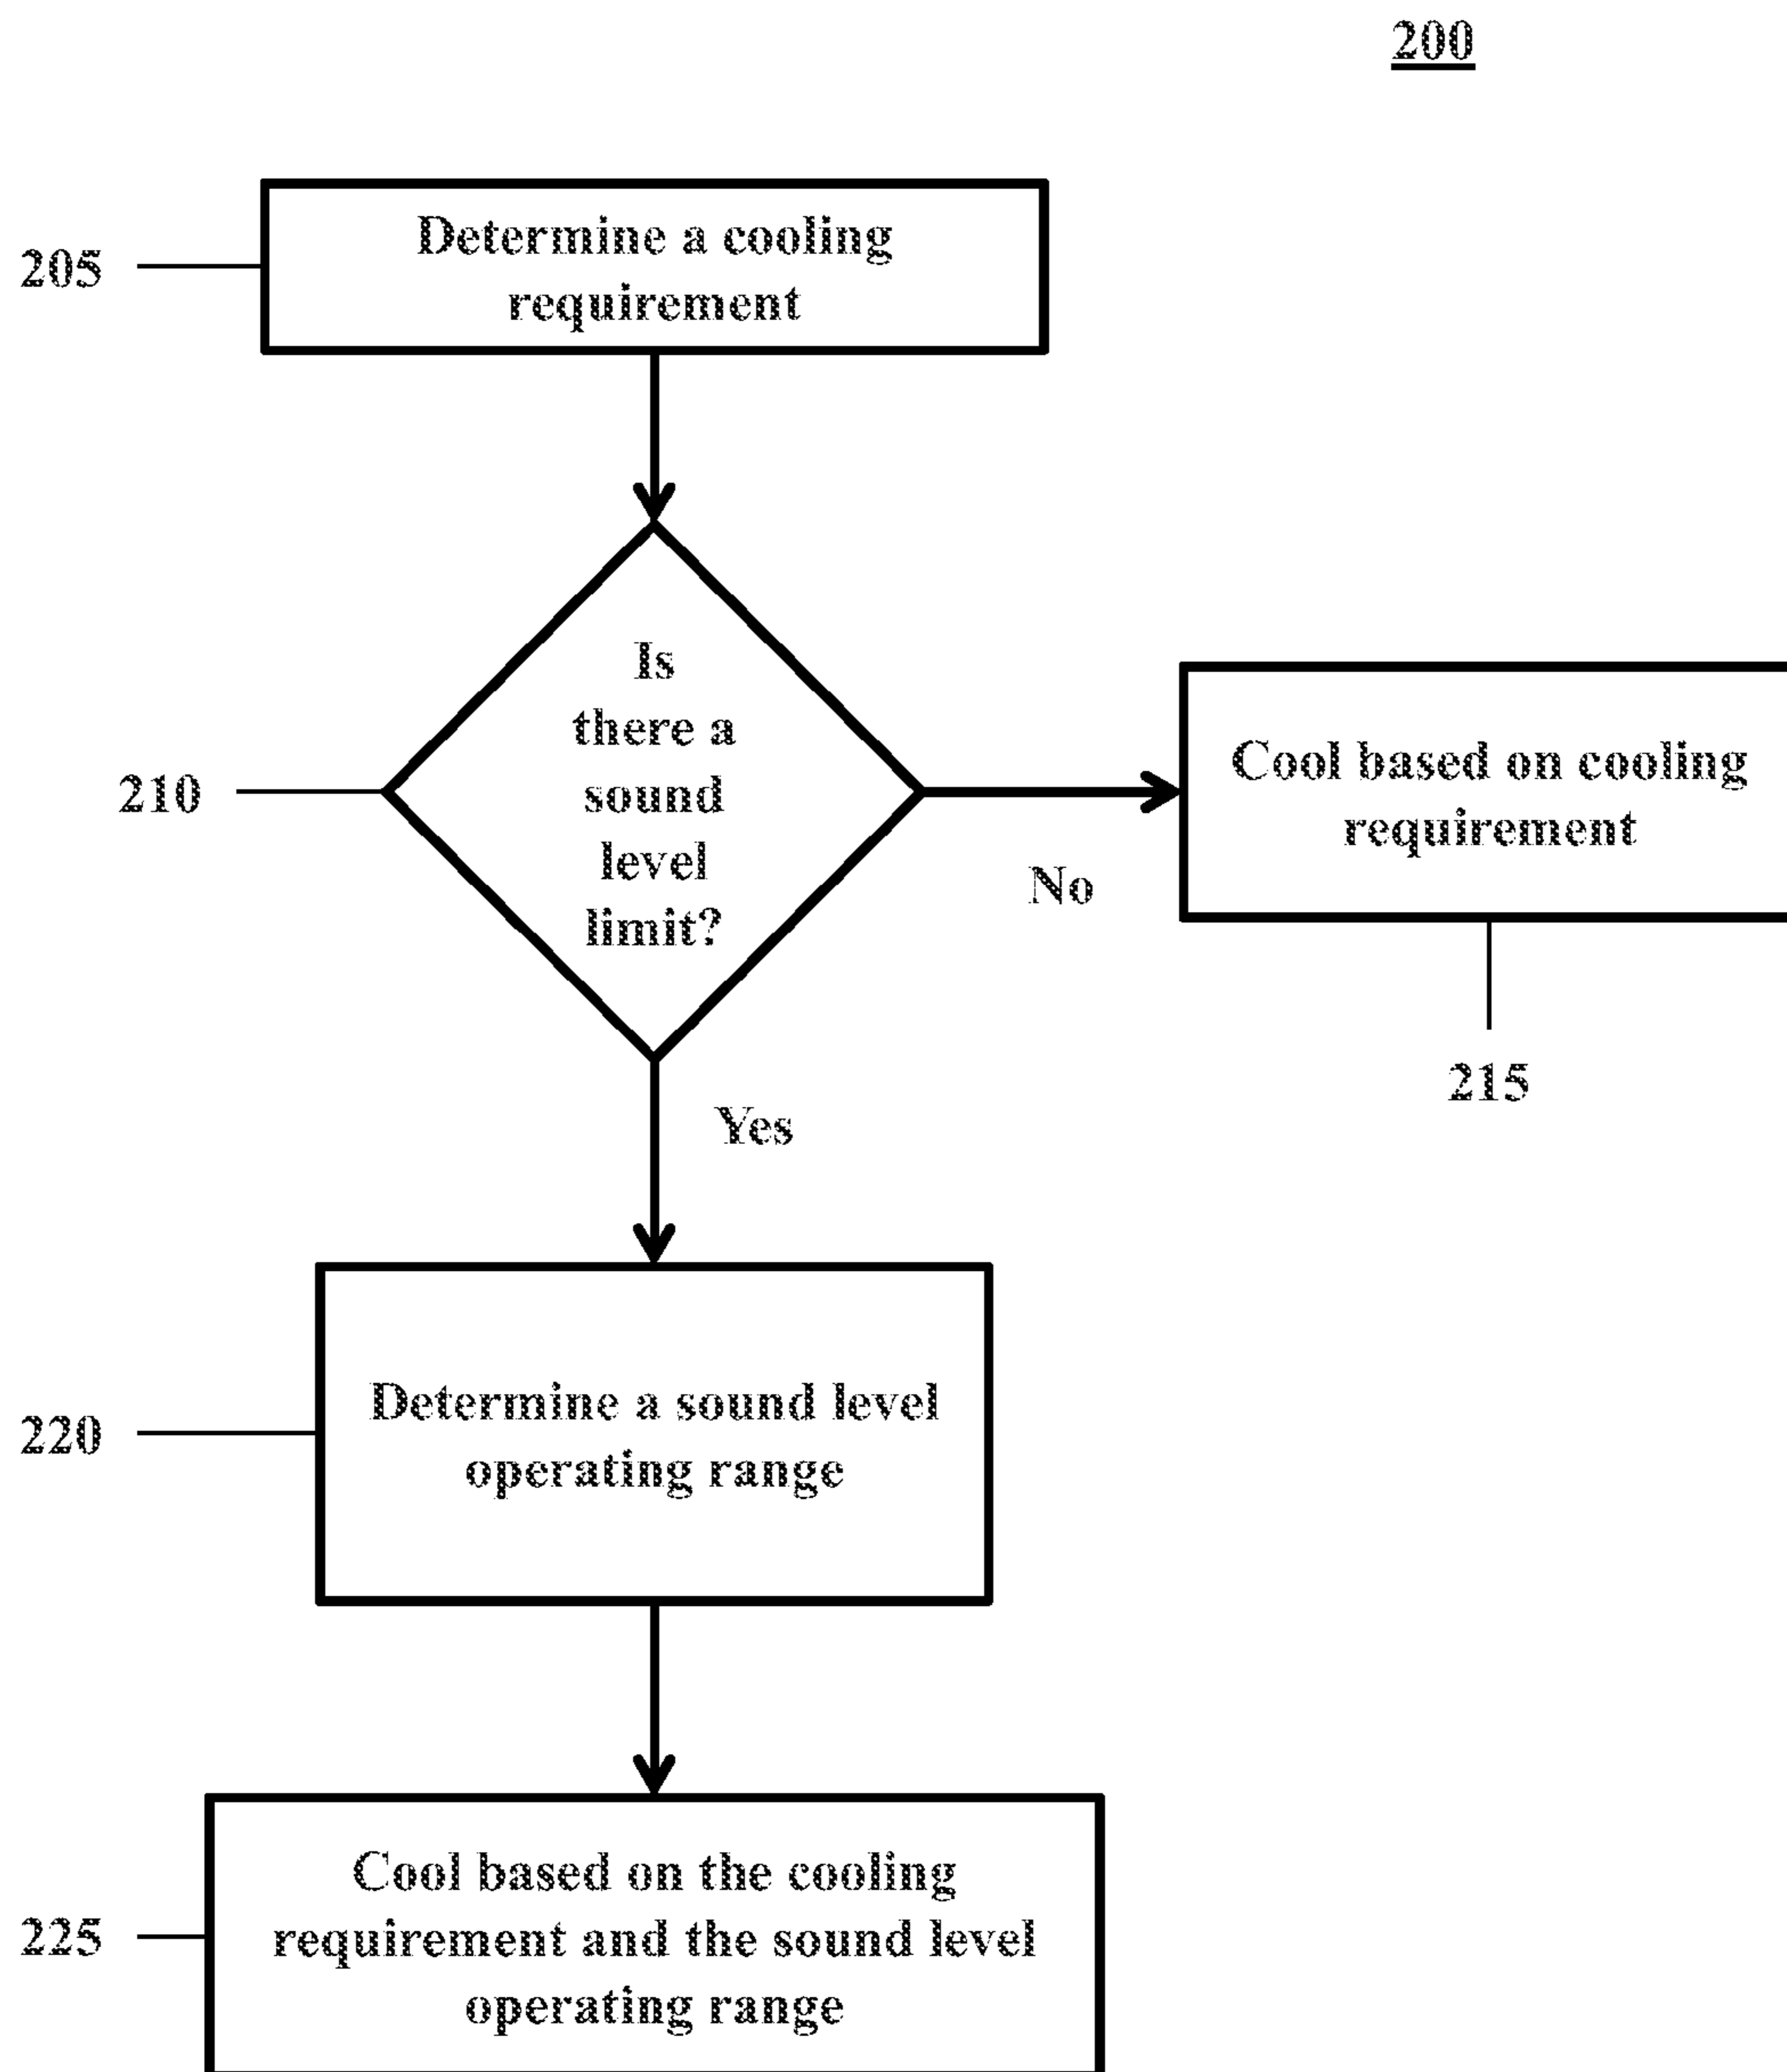 200
205
Determine a cooling
requirement
210
Is
there a
sound
level
limit?
No
Cool based on cooling
requirement
215
Yes
220
Determine a sound level
operating range
225
Cool based on the cooling
requirement and the sound level
operating range